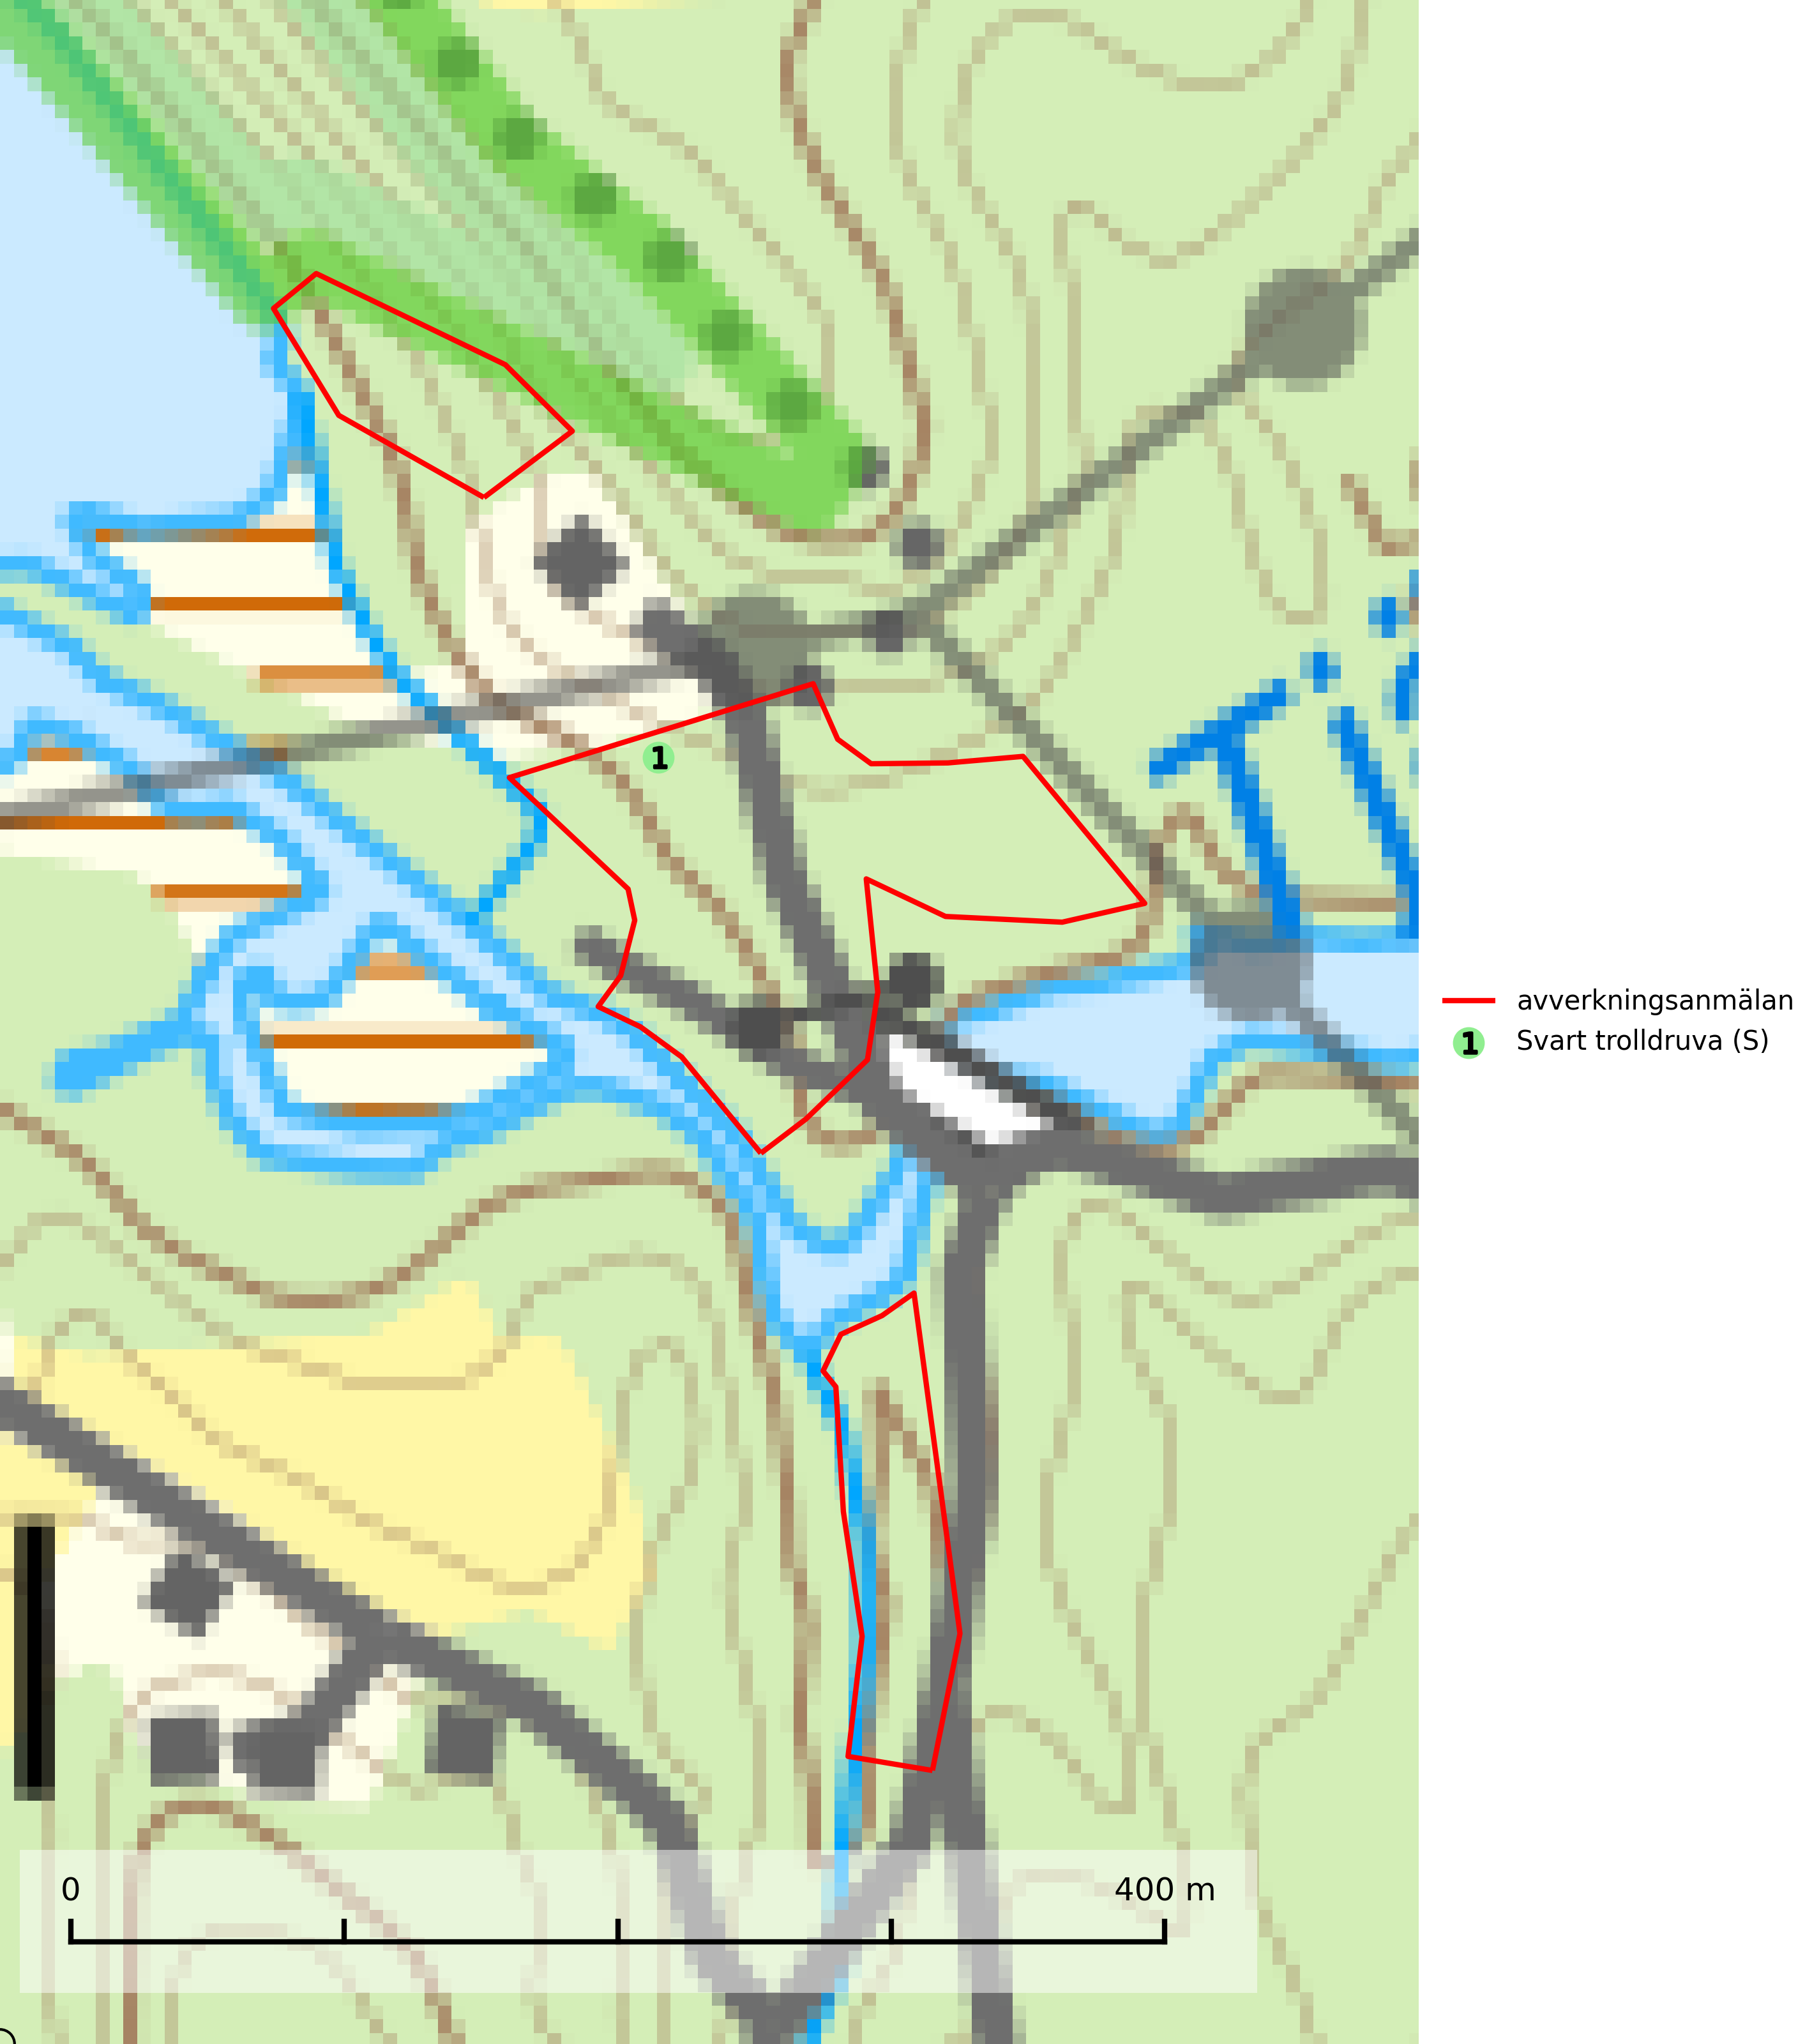 1
avverkningsanmälan
1 Svart trolldruva (S)
0 400 m